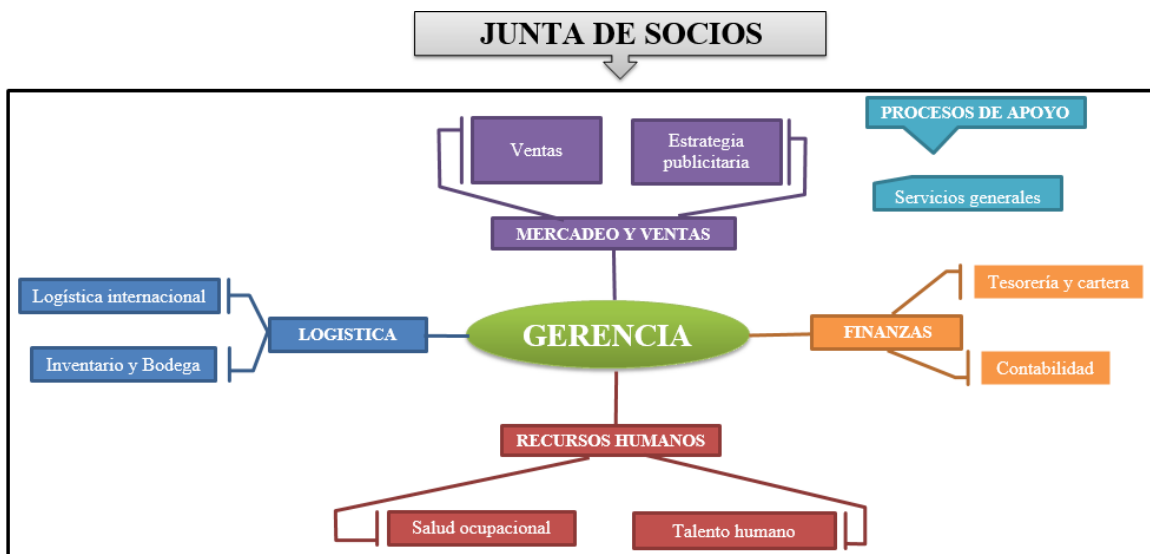 JUNTA DE SOCIOS
PROCESOS DE APOYO
Ventas
Estrategia
publicitaria
Servicios generales
MERCADEO Y VENTAS
Logística internacional
Tesorería y cartera
LOGISTICA
GERENCIA
FINANZAS
Inventario y Bodega
Contabilidad
RECURSOS HUMANOS
Salud ocupacional
Talento humano